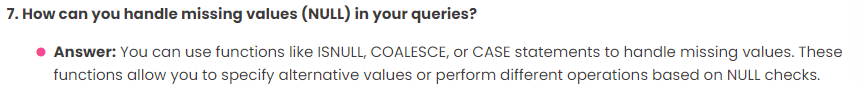 7. How can you handle missing values (NULL) in your queries?
Answer: You can use functions like ISNULL, COALESCE, or CASE statements to handle missing values. These
functions allow you to specify alternative values or perform different operations based on NULL checks.